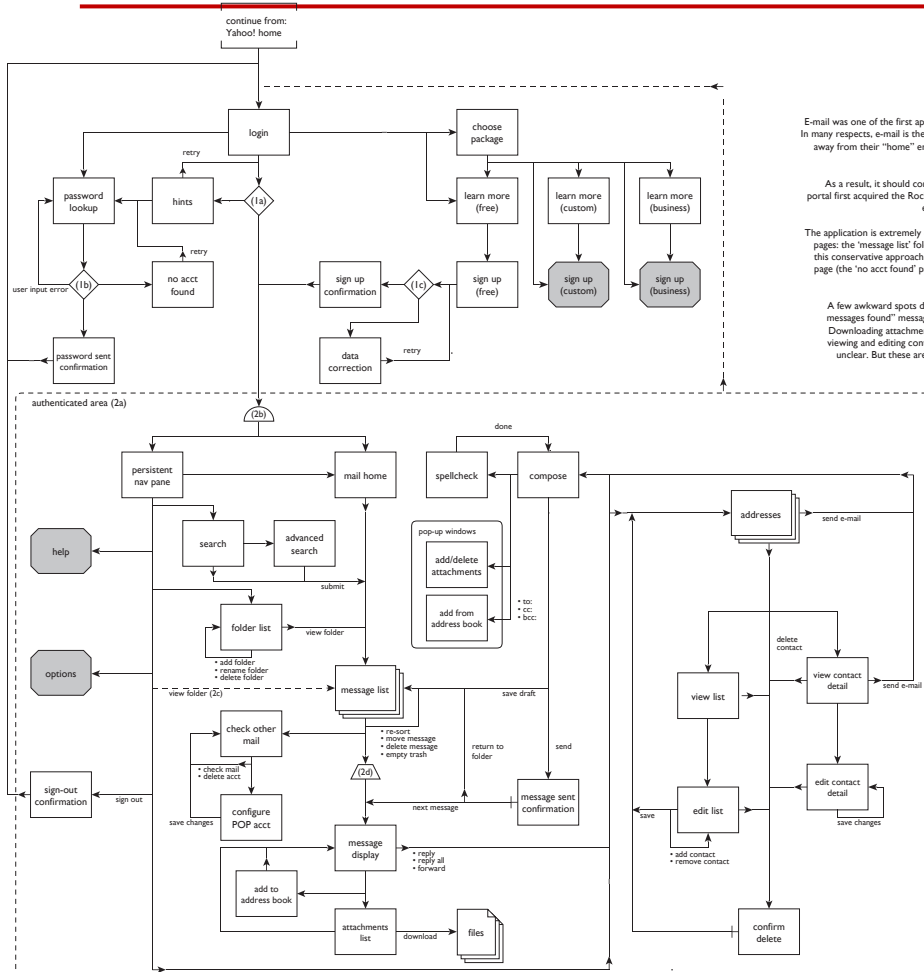 continue from:
Yahoo! home
login
choose
package
retry
password
lookup
hints
(1a)
learn more
(free)
learn more
(custom)
learn more
(business)
retry
user input error
(1b)
no acct
found
sign up
confirmation
(1c)
sign up
(free)
sign up
(custom)
sign up
(business)
password sent
confirmation
data
correction
retry
E-mail was one of the first ap
In many respects, e-mail is the
away from their “home” en
As a result, it should con
portal first acquired the Roc
e
The application is extremely
pages: the ‘message list’ fol
this conservative approach
page (the ‘no acct found’ p
A few awkward spots d
messages found” messag
Downloading attachmen
viewing and editing cont
unclear. But these are
authenticated area (2a)
(2b)
done
persistent
nav pane
mail home
spellcheck
compose
addresses
send e-mail
help
search
advanced
search
submit
pop-up windows
add/delete
attachments
add from
address book
• to:
• cc:
• bcc:
folder list
view folder
• add folder
• rename folder
• delete folder
delete
contact
options
view folder (2c)
message list
save draft
view list
view contact
detail
send e-mail
check other
mail
• re-sort
• move message
• delete message
• empty trash
return to
folder
send
• check mail
• delete acct
(2d)
sign-out
confirmation
sign out
configure
POP acct
save changes
next message
message sent
confirmation
edit contact
detail
save changes
save
edit list
• add contact
• remove contact
message
display
• reply
• reply all
• forward
add to
address book
attachments
list
download
files
confirm
delete